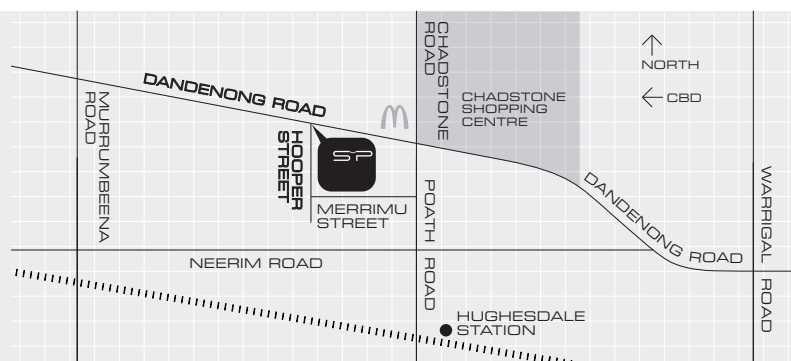 CHADSTONE
ROAD
NORTH
CBD
DANDENONG ROAD
CHADSTONE
SHOPPING
CENTRE
MURRUMBEENA
ROAD
HOOPER
STREET
SP
MERRIMU
STREET
POATH
ROAD
DANDENONG ROAD
WARRIGAL
ROAD
NEERIM ROAD
HUGHESDALE
STATION